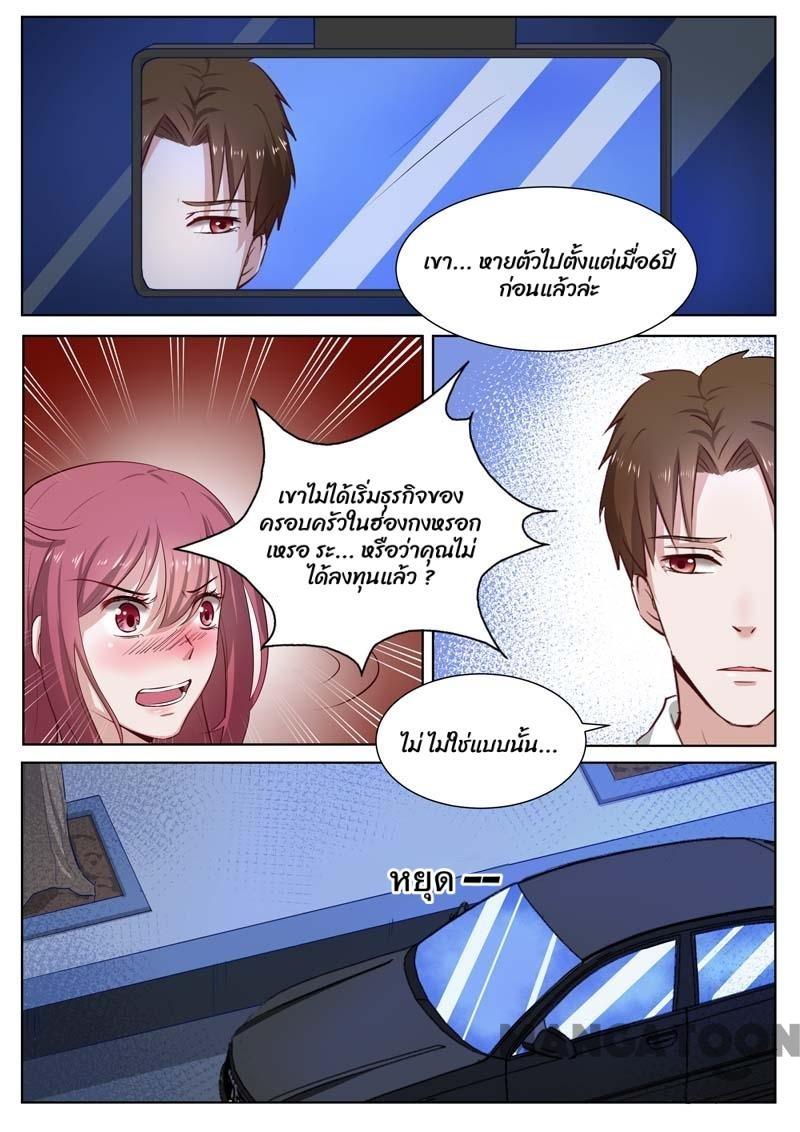 เขา... หายตัวไปตั้งแต่เมื่อ6ปี
ก่อนแล้วล่ะ
เขาไม่ได้เริ่มธุรกิจของ
ครอบครัวในฮ่องกงหรอก
เหรอ ระ... หรือว่าคุณไม่
ได้ลงทุนแล้ว ?
ไม่ ไม่ใช่แบบนั้น...
หยุด --
MANGATOON